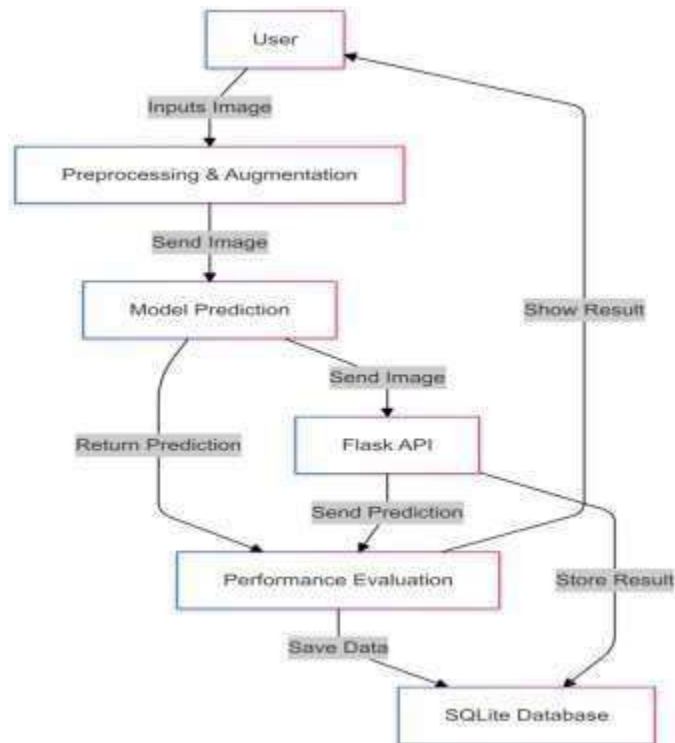 User
Inputs Image
Preprocessing & Augmentation
Send Image
Model Prediction
Show Result
Send Image
Return Prediction
Flask API
Send Prediction
Performance Evaluation
Store Result
Save Data
SQLite Database